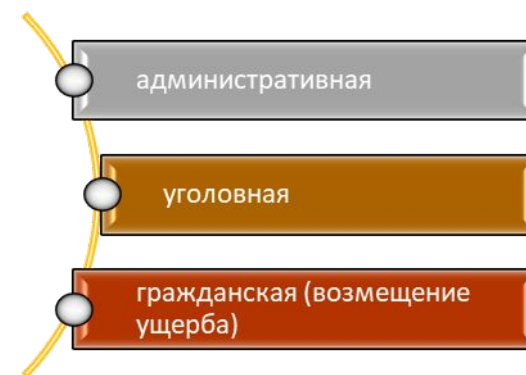 административная
уголовная
гражданская (возмещение
ущерба)